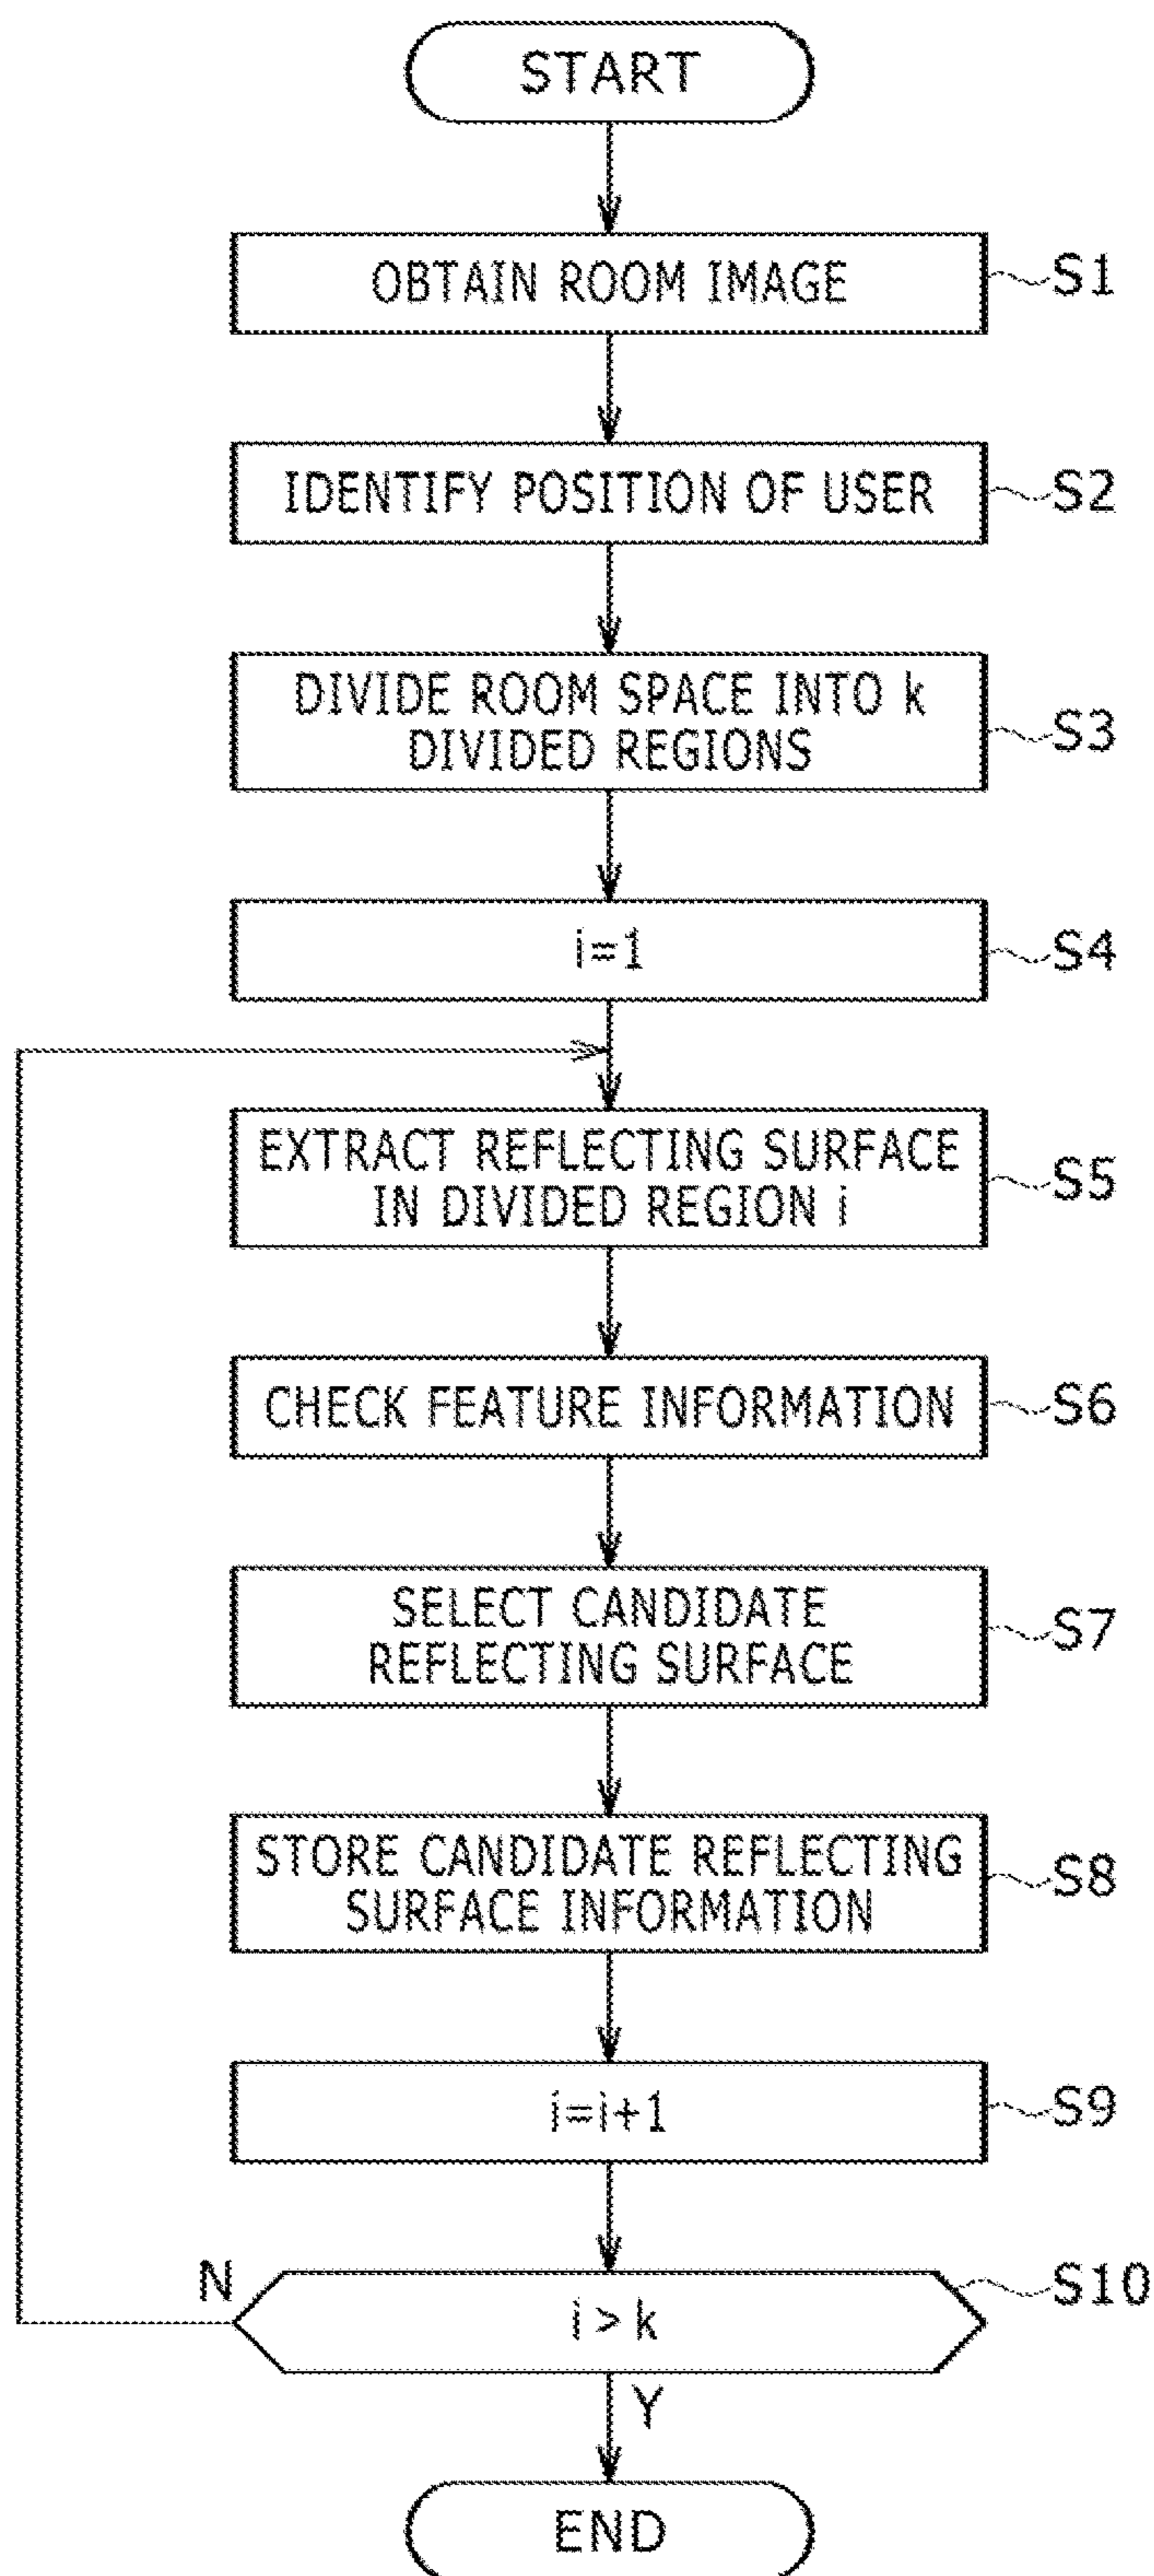 START
OBTAIN ROOM IMAGE
S1
IDENTIFY POSITION OF USER
S2
DIVIDE ROOM SPACE INTO k
DIVIDED REGIONS
S3
i=1
S4
EXTRACT REFLECTING SURFACE
IN DIVIDED REGION i
S5
CHECK FEATURE INFORMATION
S6
SELECT CANDIDATE
REFLECTING SURFACE
S7
STORE CANDIDATE REFLECTING
SURFACE INFORMATION
S8
i=i+1
S9
N
i > k
S10
Y
END